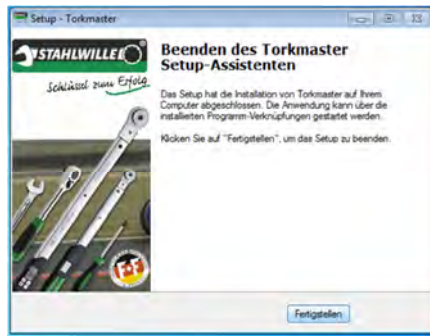 Setup - Torkmaster
STAHLWILLE
Schlüssel zum Erfolg
Beenden des Torkmaster
Setup-Assistenten
Das Setup hat die Installation von Torkmaster auf Ihrem
Computer abgeschlossen. Die Anwendung kann über die
installierten Programm-Verknüpfungen gestartet werden.
Klicken Sie auf "Fertigstellen", um das Setup zu beenden.
Fertigstellen